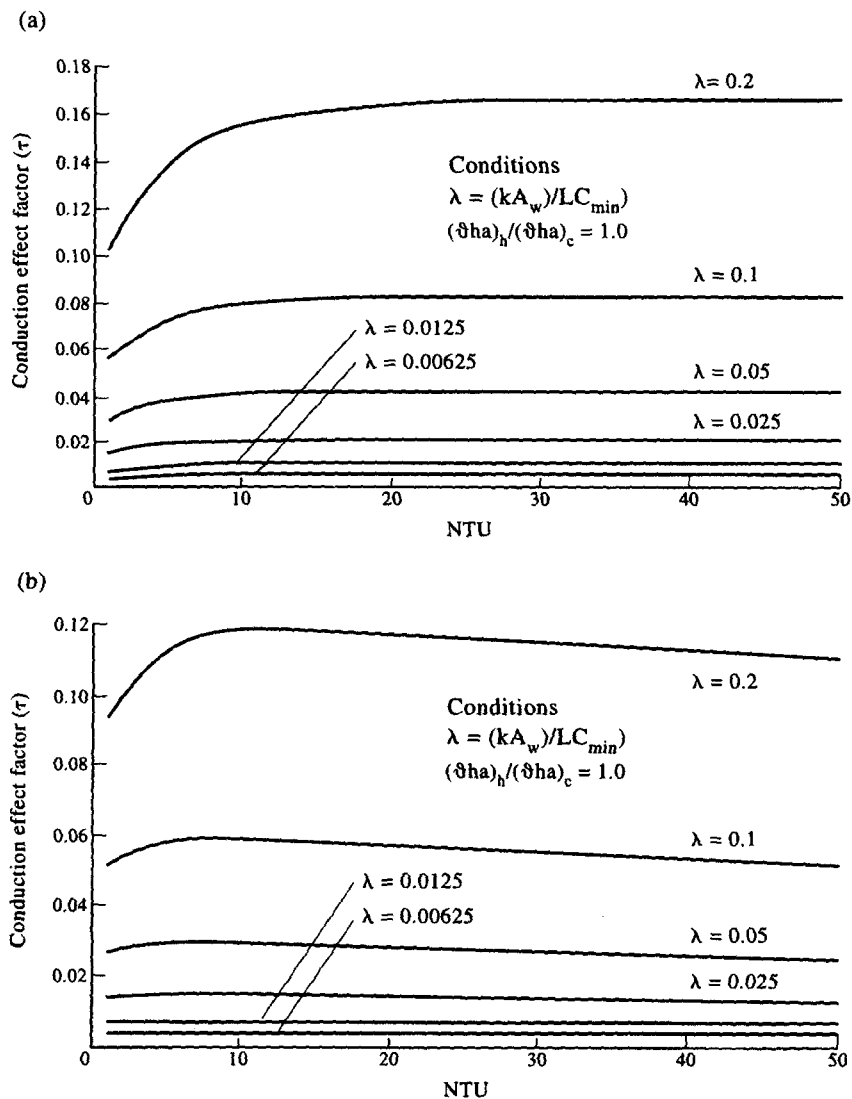 (a)
Conduction effect factor (τ)
0.18
0.16
0.14
0.12
0.10
0.08
0.06
0.04
0.02
0
10
20
30
40
50
NTU
λ= 0.2
Conditions
λ = (kA_w)/LC_min)
(ϑha)_h/(ϑha)_c = 1.0
λ = 0.1
λ = 0.0125
λ = 0.00625
λ = 0.05
λ = 0.025
(b)
Conduction effect factor (τ)
0.12
0.10
0.08
0.06
0.04
0.02
0
10
20
30
40
50
NTU
λ = 0.2
Conditions
λ = (kA_w)/LC_min)
(ϑha)_h/(ϑha)_c = 1.0
λ = 0.1
λ = 0.0125
λ = 0.00625
λ = 0.05
λ = 0.025